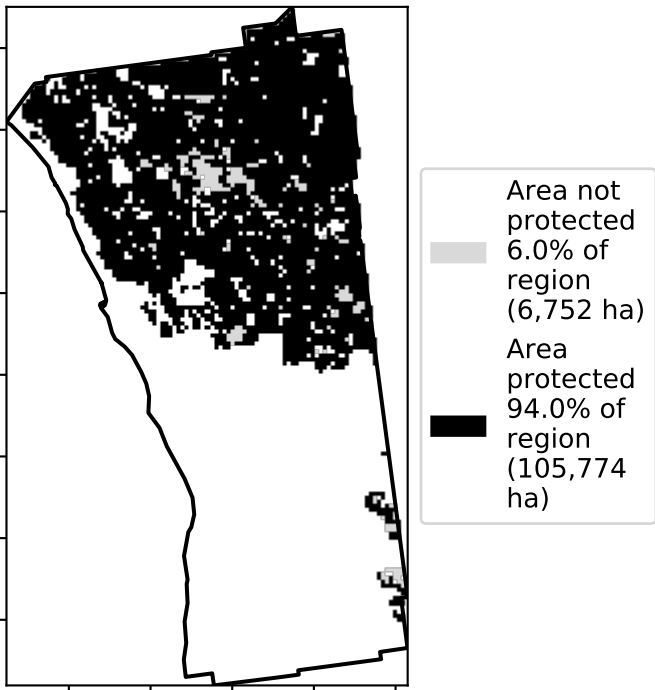 Area not
protected
6.0% of
region
(6,752 ha)
Area
protected
94.0% of
region
(105,774
ha)